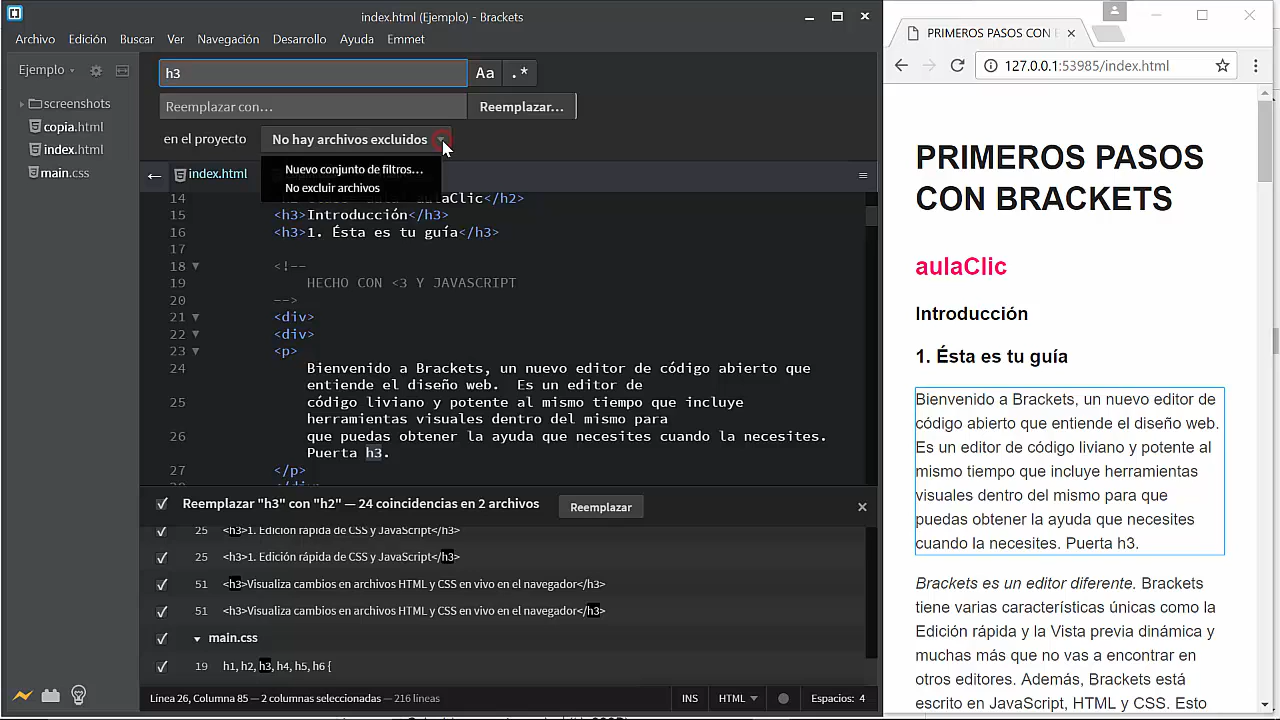 index.html (Ejemplo) - Brackets
Archivo Edición Buscar Ver Navegación Desarrollo Ayuda Emmet
Ejemplo
screenshots
copia.html
index.html
main.css
h3
Aa .*
Reemplazar con...
Reemplazar...
en el proyecto No hay archivos excluidos
Nuevo conjunto de filtros...
No excluir archivos
index.html
14 aulaClic</h2>
15 <h3>Introducción</h3>
16 <h3>1. Ésta es tu guía</h3>
17
18 <!--
19 HECHO CON <3 Y JAVASCRIPT
20 -->
21 <div>
22 <div>
23 <p>
24 Bienvenido a Brackets, un nuevo editor de código abierto que
entiende el diseño web. Es un editor de
25 código liviano y potente al mismo tiempo que incluye
herramientas visuales dentro del mismo para
26 que puedas obtener la ayuda que necesites cuando la necesites.
Puerta h3.
27 </p>
Reemplazar "h3" con "h2" — 24 coincidencias en 2 archivos Reemplazar
25 <h3>1. Edición rápida de CSS y JavaScript</h3>
25 <h3>1. Edición rápida de CSS y JavaScript</h3>
51 <h3>Visualiza cambios en archivos HTML y CSS en vivo en el navegador</h3>
51 <h3>Visualiza cambios en archivos HTML y CSS en vivo en el navegador</h3>
main.css
19 h1, h2, h3, h4, h5, h6 {
Línea 26, Columna 85 — 2 columnas seleccionadas — 216 líneas INS HTML Espacios: 4
PRIMEROS PASOS CON
127.0.0.1:53985/index.html
PRIMEROS PASOS
CON BRACKETS
aulaClic
Introducción
1. Ésta es tu guía
Bienvenido a Brackets, un nuevo editor de
código abierto que entiende el diseño web.
Es un editor de código liviano y potente al
mismo tiempo que incluye herramientas
visuales dentro del mismo para que
puedas obtener la ayuda que necesites
cuando la necesites. Puerta h3.
Brackets es un editor diferente. Brackets
tiene varias características únicas como la
Edición rápida y la Vista previa dinámica y
muchas más que no vas a encontrar en
otros editores. Además, Brackets está
escrito en JavaScript, HTML y CSS. Esto